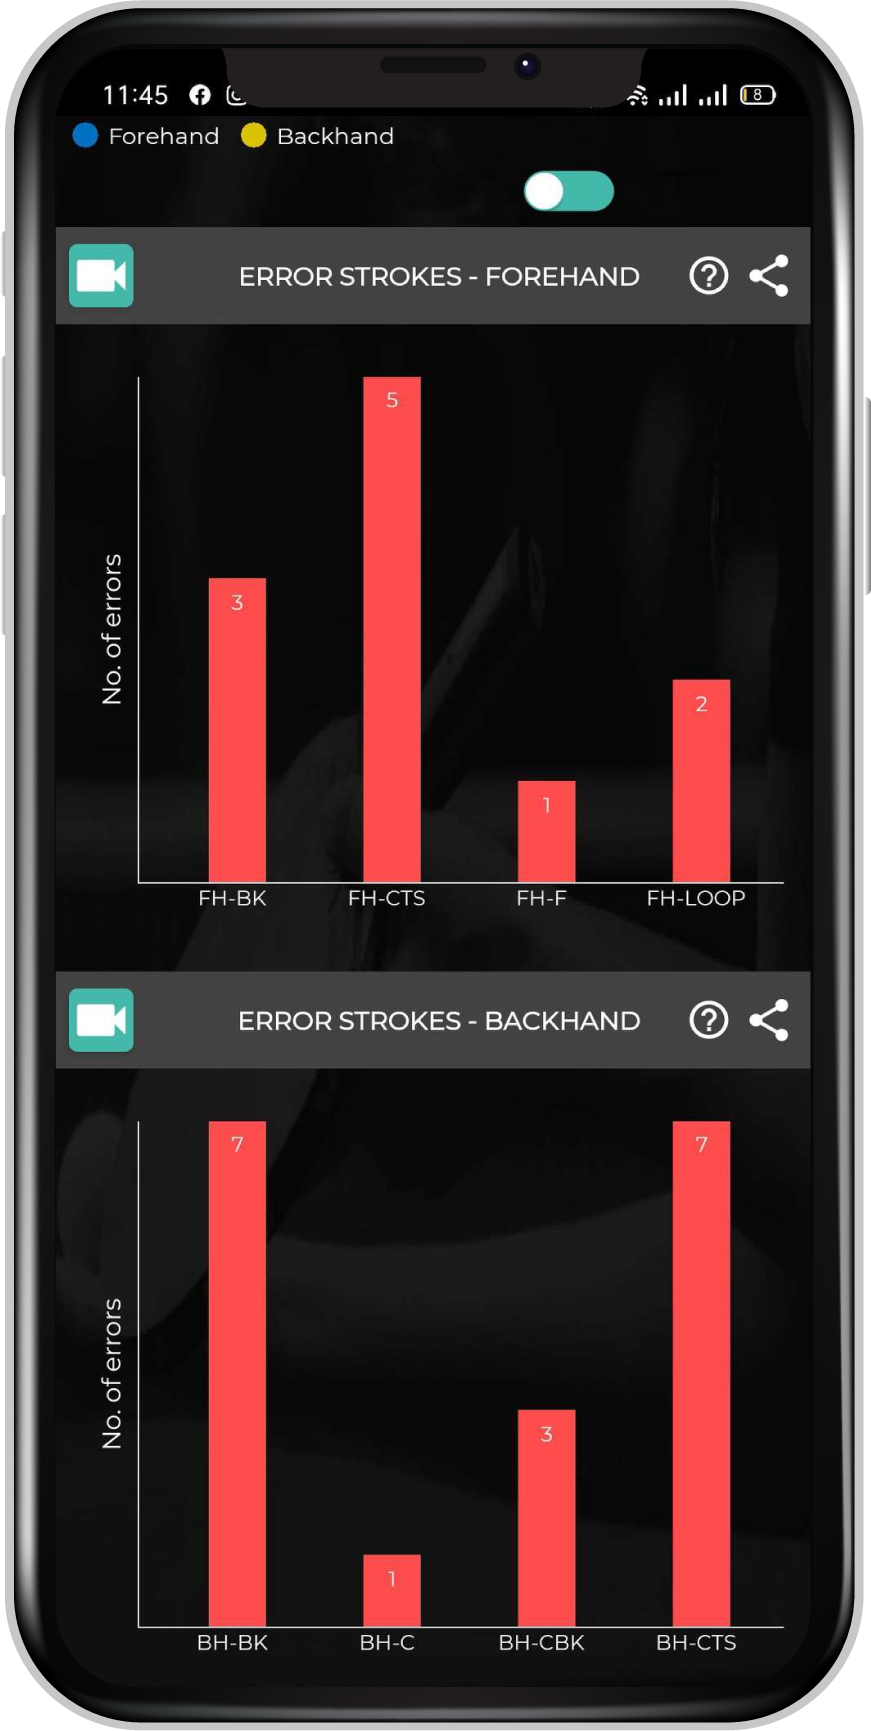 11:45 8
Forehand Backhand
ERROR STROKES - FOREHAND
No. of errors
5
3
2
1
FH-BK FH-CTS FH-F FH-LOOP
ERROR STROKES - BACKHAND
No. of errors
7 7
3
1
BH-BK BH-C BH-CBK BH-CTS